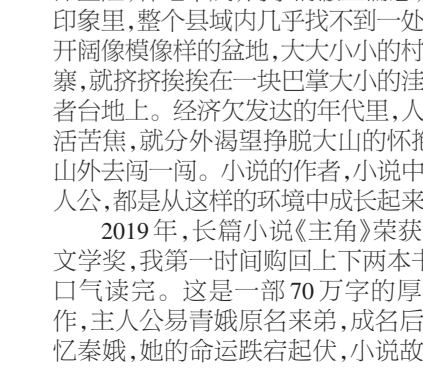 印象里,整个县域内几乎找不到一处
开阔像模像样的盆地,大大小小的村
寨,就挤挤挨挨在一块巴掌大小的洼
者台地上。经济欠发达的年代里,人
活苦焦,就分外渴望挣脱大山的怀抱
山外去闯一闯。小说的作者,小说中
人公,都是从这样的环境中成长起来
2019年,长篇小说《主角》荣获
文学奖,我第一时间购回上下两本书
口气读完。这是一部70万字的厚
作,主人公易青娥原名来弟,成名后
忆秦娥,她的命运跌宕起伏,小说故